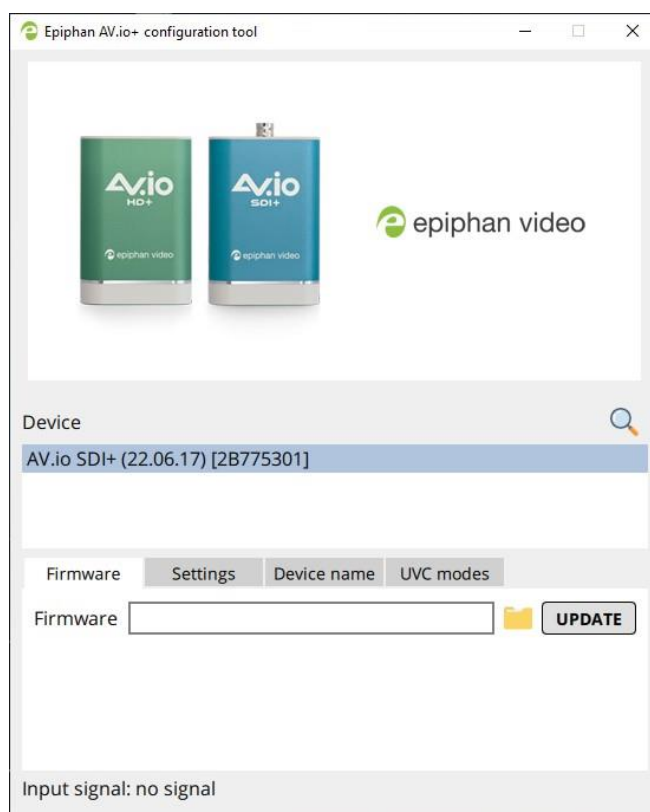 Epiphan AV.io+ configuration tool
AV.io
HD+
epiphan video
AV.io
SDI+
epiphan video
epiphan video
Device
AV.io SDI+ (22.06.17) [2B775301]
Firmware Settings Device name UVC modes
Firmware UPDATE
Input signal: no signal